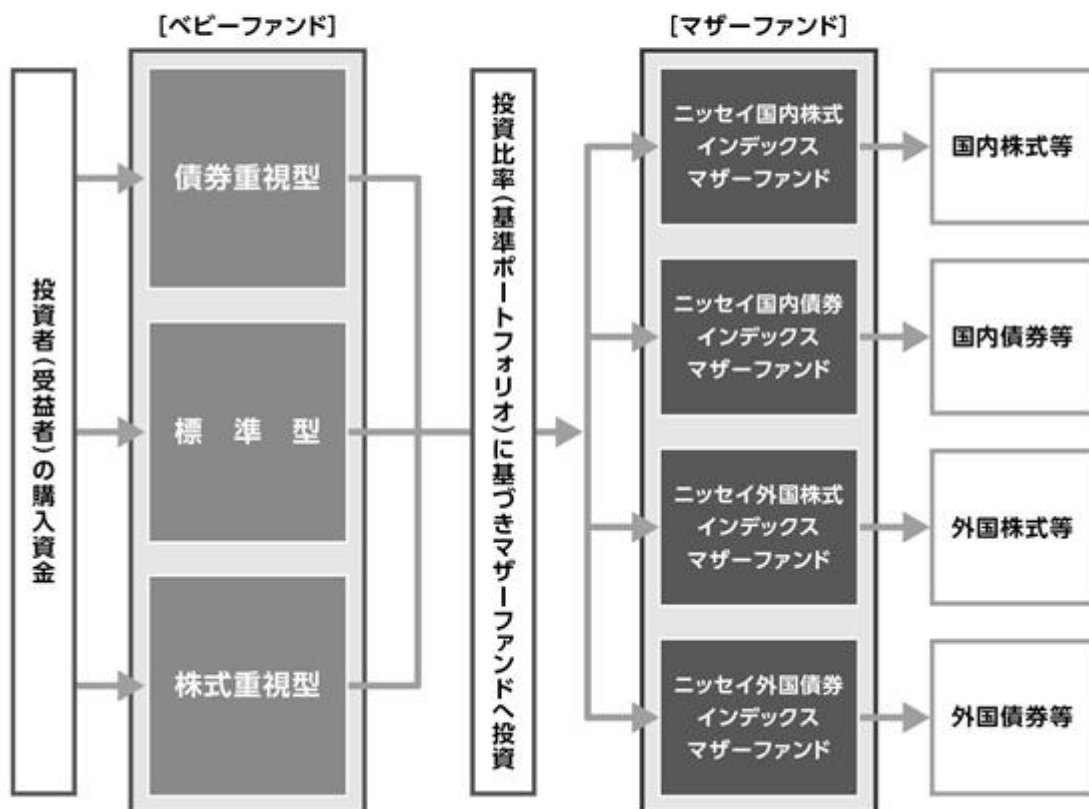 [ベビーファンド]
[マザーファンド]
投資者(受益者)の購入資金
債券重視型
標 準 型
株式重視型
投資比率(基準ポートフォリオ)に基づきマザーファンドへ投資
ニッセイ国内株式
インデックス
マザーファンド
国内株式等
ニッセイ国内債券
インデックス
マザーファンド
国内債券等
ニッセイ外国株式
インデックス
マザーファンド
外国株式等
ニッセイ外国債券
インデックス
マザーファンド
外国債券等